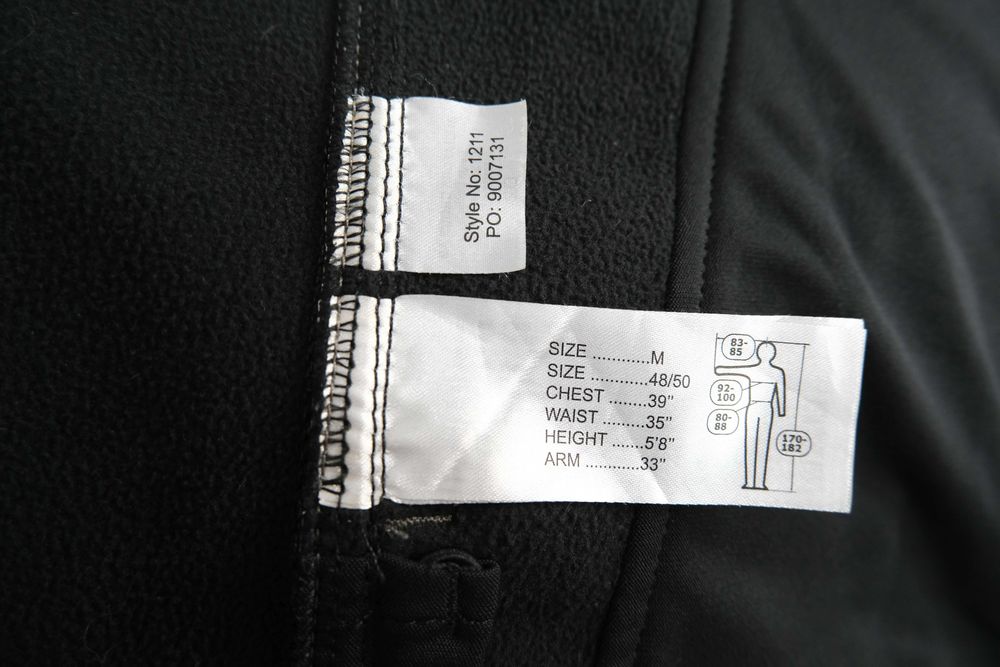 Style No: 1211
PO: 9007131
SIZE ............M
SIZE ............48/50
CHEST ........39"
WAIST .........35"
HEIGHT .......5'8"
ARM ............33"
83-
85
92-
100
80-
88
170-
182